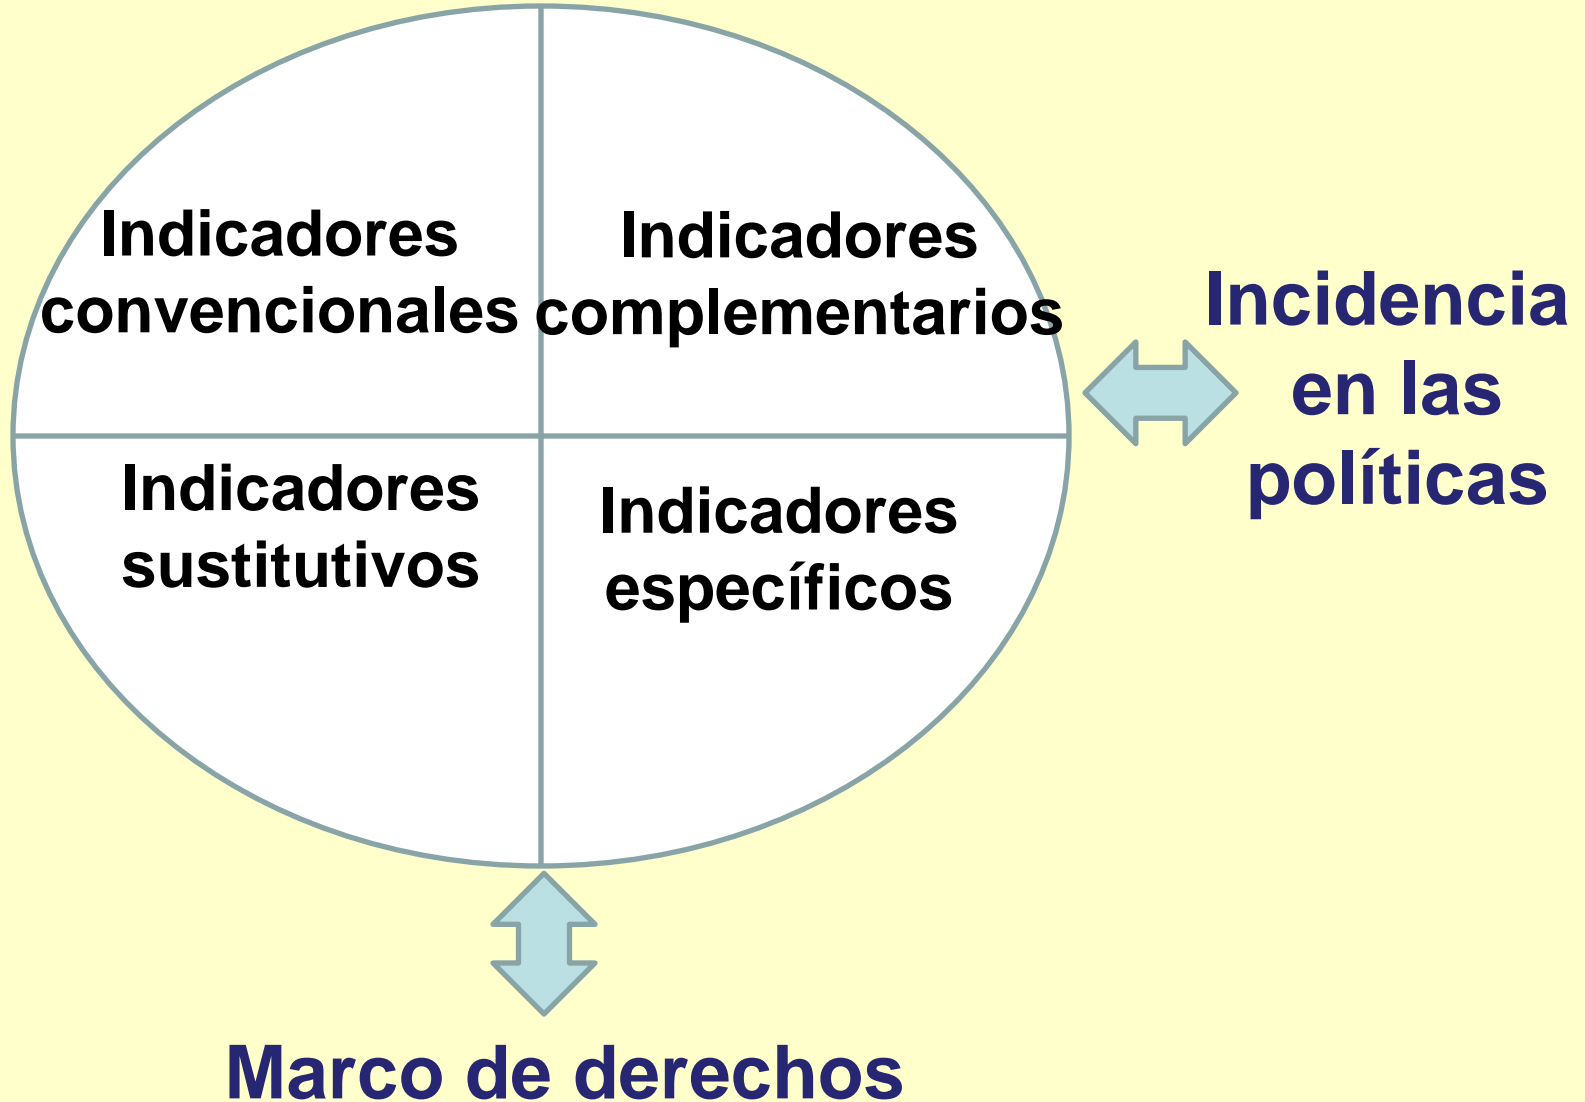 Indicadores
convencionales
Indicadores
complementarios
Indicadores
sustitutivos
Indicadores
específicos
Incidencia
en las
políticas
Marco de derechos